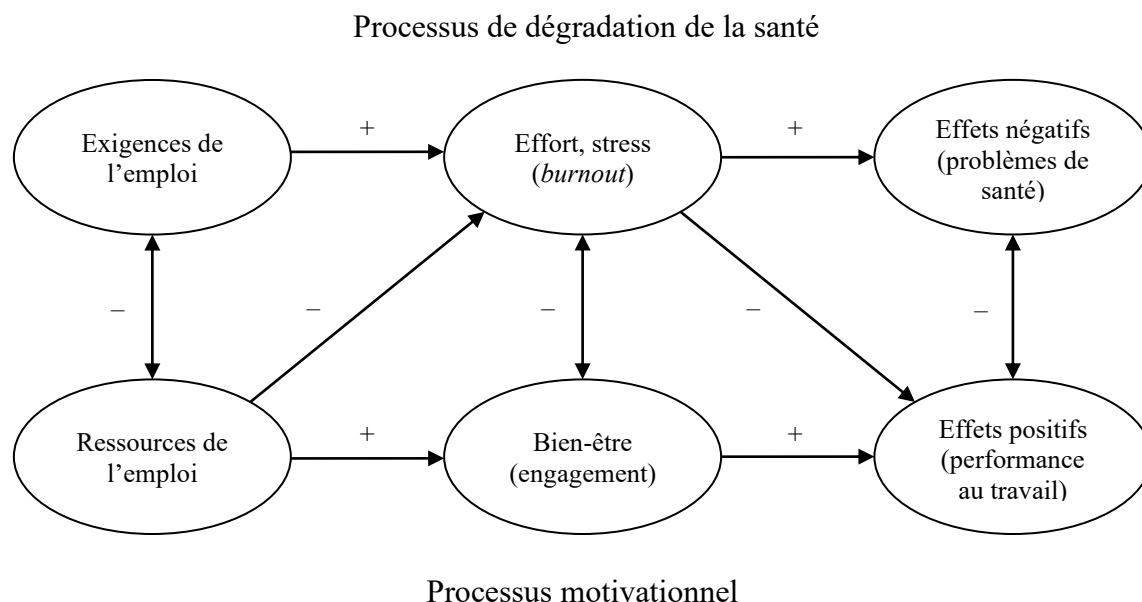 Processus de dégradation de la santé
+
+
Exigences de
l'emploi
Effort, stress
(burnout)
Effets négatifs
(problèmes de
santé)
–
–
–
–
–
+
+
Ressources de
l'emploi
Bien-être
(engagement)
Effets positifs
(performance
au travail)
Processus motivationnel